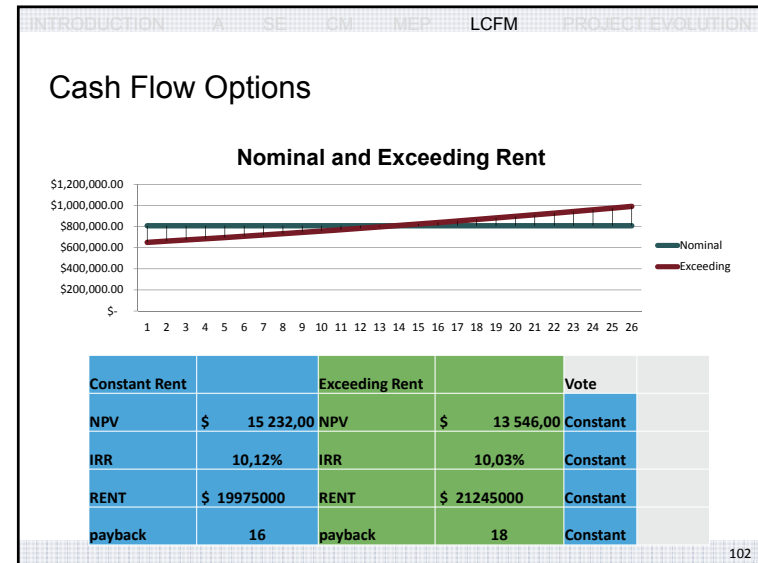 INTRODUCTION A SE CM MEP LCFM PROJECT EVOLUTION
Cash Flow Options
Nominal and Exceeding Rent
$1,200,000.00
$1,000,000.00
$800,000.00
$600,000.00
$400,000.00
$200,000.00
$-
1 2 3 4 5 6 7 8 9 10 11 12 13 14 15 16 17 18 19 20 21 22 23 24 25 26
Nominal
Exceeding
Constant Rent Exceeding Rent Vote
NPV $ 15 232,00 NPV $ 13 546,00 Constant
IRR 10,12% IRR 10,03% Constant
RENT $ 19975000 RENT $ 21245000 Constant
payback 16 payback 18 Constant
102